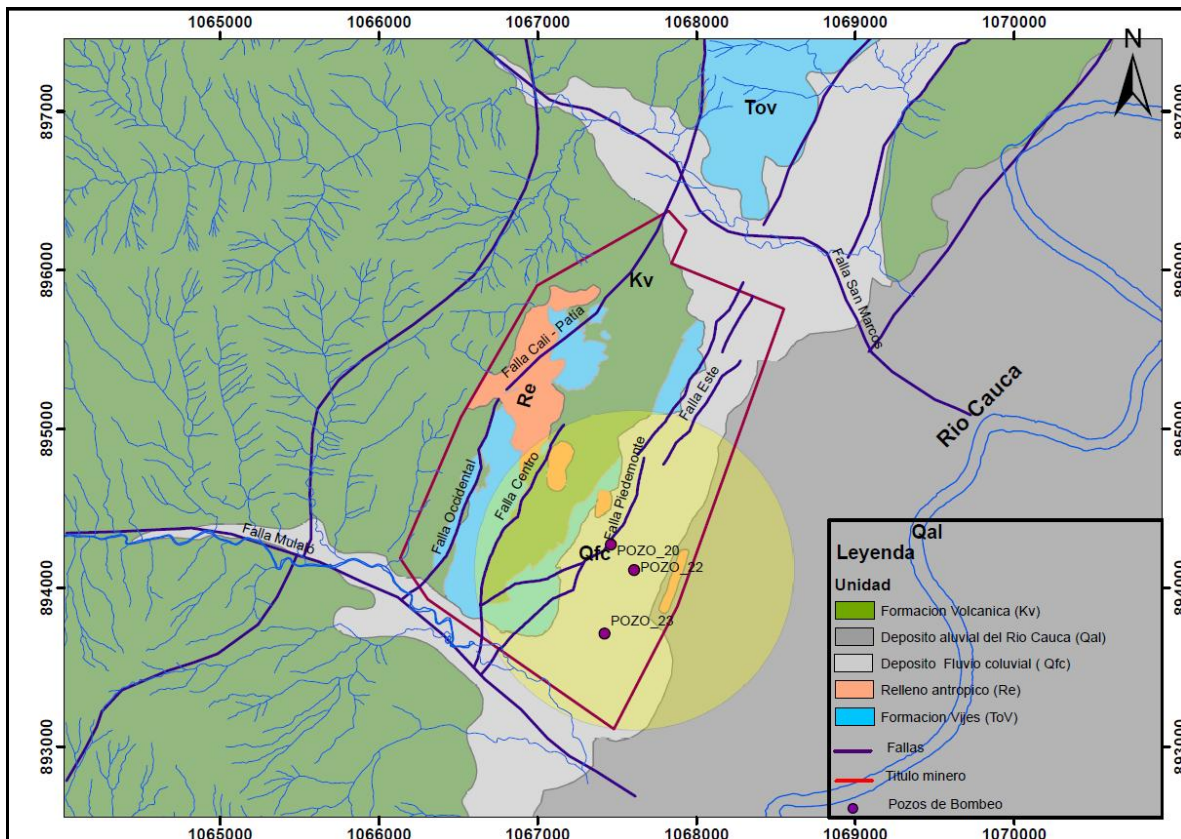 1065000 1066000 1067000 1068000 1069000 1070000
N
897000
897000
Tov
896000
896000
Kv
Falla San Marcos
Falla Cali - Patia
Re
Falla Este
Rio Cauca
895000
895000
Falla Occidental
Falla Centro
Falla Piedemonte
Falla Mulaló
Qfc
POZO_20
POZO_22
POZO_23
894000
894000
893000
893000
Qal
Leyenda
Unidad
Formacion Volcanica (Kv)
Deposito aluvial del Rio Cauca (Qal)
Deposito Fluvio coluvial ( Qfc)
Relleno antropico (Re)
Formacion Vijes (ToV)
Fallas
Titulo minero
Pozos de Bombeo
1065000 1066000 1067000 1068000 1069000 1070000